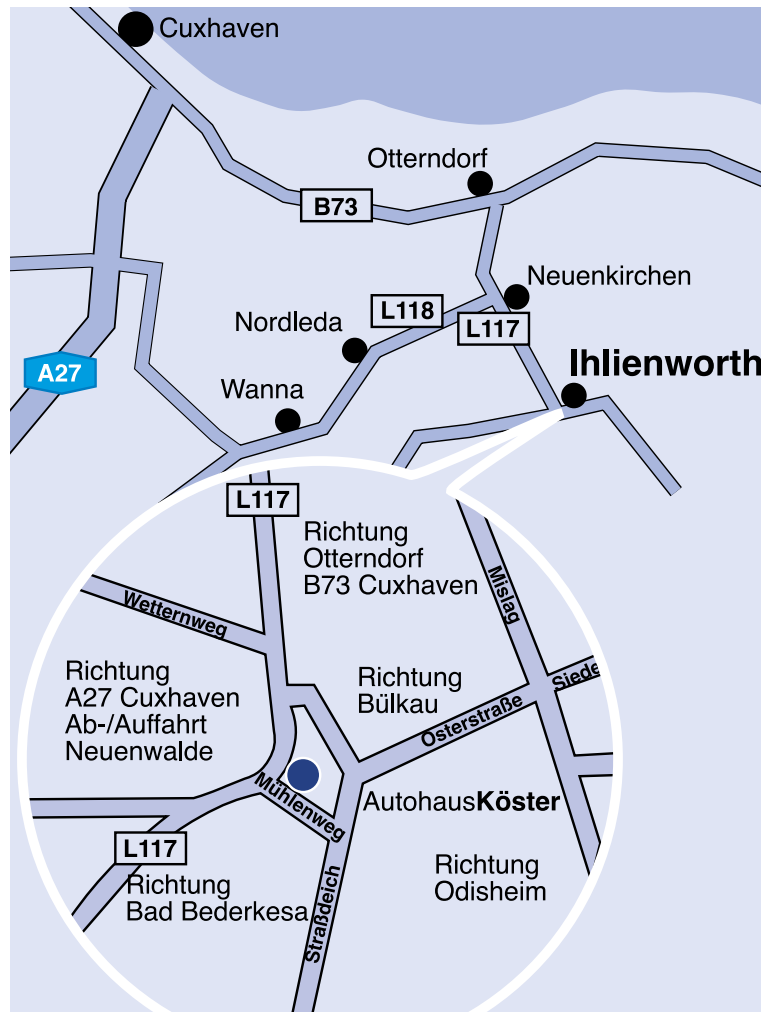 Cuxhaven
Otterndorf
B73
Neuenkirchen
L118
Nordleda
L117
Ihlienworth
A27
Wanna
L117
Richtung
Otterndorf
B73 Cuxhaven
Mislag
Wetternweg
Richtung
A27 Cuxhaven
Ab-/Auffahrt
Neuenwalde
Richtung
Bülkau
Siede
Osterstraße
Mühlenweg
AutohausKöster
L117
Richtung
Bad Bederkesa
Richtung
Odisheim
Straßdeich